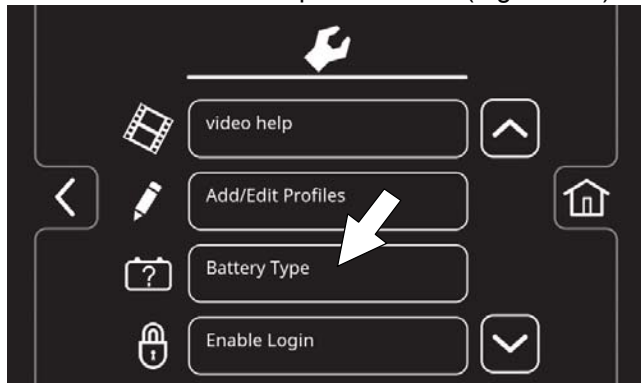 video help
Add/Edit Profiles
Battery Type
?
Enable Login